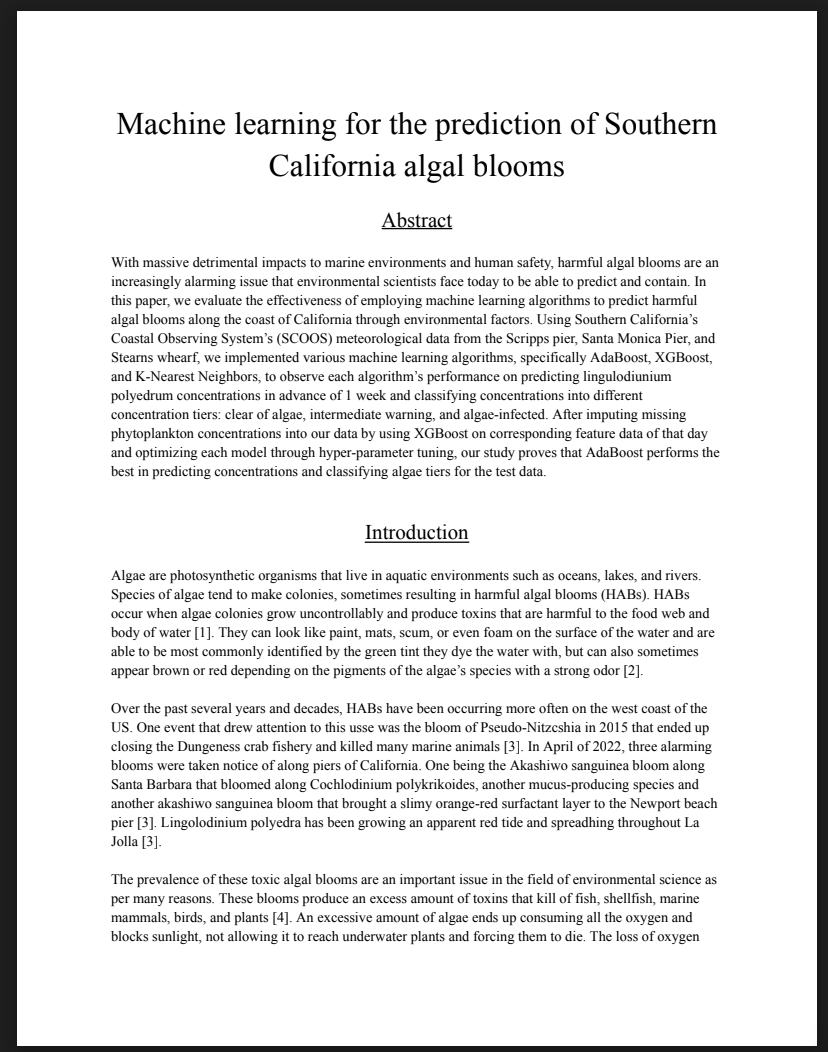 Machine learning for the prediction of Southern
California algal blooms
Abstract
With massive detrimental impacts to marine environments and human safety, harmful algal blooms are an
increasingly alarming issue that environmental scientists face today to be able to predict and contain. In
this paper, we evaluate the effectiveness of employing machine learning algorithms to predict harmful
algal blooms along the coast of California through environmental factors. Using Southern California’s
Coastal Observing System’s (SCOOS) meteorological data from the Scripps pier, Santa Monica Pier, and
Stearns wharf, we implemented various machine learning algorithms, specifically AdaBoost, XGBoost,
and K-Nearest Neighbors, to observe each algorithm’s performance on predicting lingulodiunium
polyedrum concentrations in advance of 1 week and classifying concentrations into different
concentration tiers: clear of algae, intermediate warning, and algae-infected. After imputing missing
phytoplankton concentrations into our data by using XGBoost on corresponding feature data of that day
and optimizing each model through hyper-parameter tuning, our study proves that AdaBoost performs the
best in predicting concentrations and classifying algae tiers for the test data.
Introduction
Algae are photosynthetic organisms that live in aquatic environments such as oceans, lakes, and rivers.
Species of algae tend to make colonies, sometimes resulting in harmful algal blooms (HABs). HABs
occur when algae colonies grow uncontrollably and produce toxins that are harmful to the food web and
body of water [1]. They can look like paint, mats, scum, or even foam on the surface of the water and are
able to be most commonly identified by the green tint they dye the water with, but can also sometimes
appear brown or red depending on the pigments of the algae’s species with a strong odor [2].
Over the past several years and decades, HABs have been occurring more often on the west coast of the
US. One event that drew attention to this usse was the bloom of Pseudo-Nitzcshia in 2015 that ended up
closing the Dungeness crab fishery and killed many marine animals [3]. In April of 2022, three alarming
blooms were taken notice of along piers of California. One being the Akashiwo sanguinea bloom along
Santa Barbara that bloomed along Cochlodinium polykrikoides, another mucus-producing species and
another akashiwo sanguinea bloom that brought a slimy orange-red surfactant layer to the Newport beach
pier [3]. Lingolodinium polyedra has been growing an apparent red tide and spreadhing throughout La
Jolla [3].
The prevalence of these toxic algal blooms are an important issue in the field of environmental science as
per many reasons. These blooms produce an excess amount of toxins that kill of fish, shellfish, marine
mammals, birds, and plants [4]. An excessive amount of algae ends up consuming all the oxygen and
blocks sunlight, not allowing it to reach underwater plants and forcing them to die. The loss of oxygen